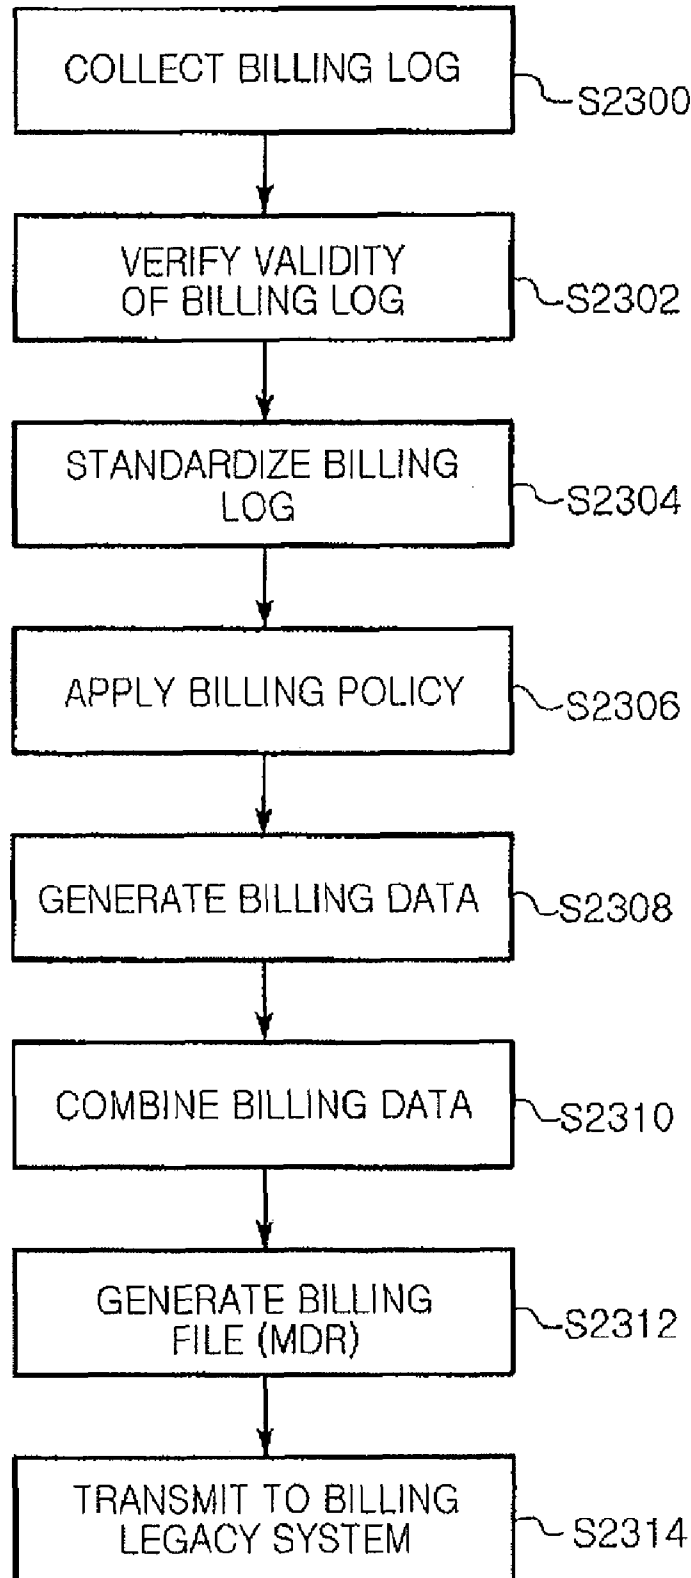 COLLECT BILLING LOG
S2300
VERIFY VALIDITY
OF BILLING LOG
S2302
STANDARDIZE BILLING
LOG
S2304
APPLY BILLING POLICY
S2306
GENERATE BILLING DATA
S2308
COMBINE BILLING DATA
S2310
GENERATE BILLING
FILE (MDR)
S2312
TRANSMIT TO BILLING
LEGACY SYSTEM
S2314